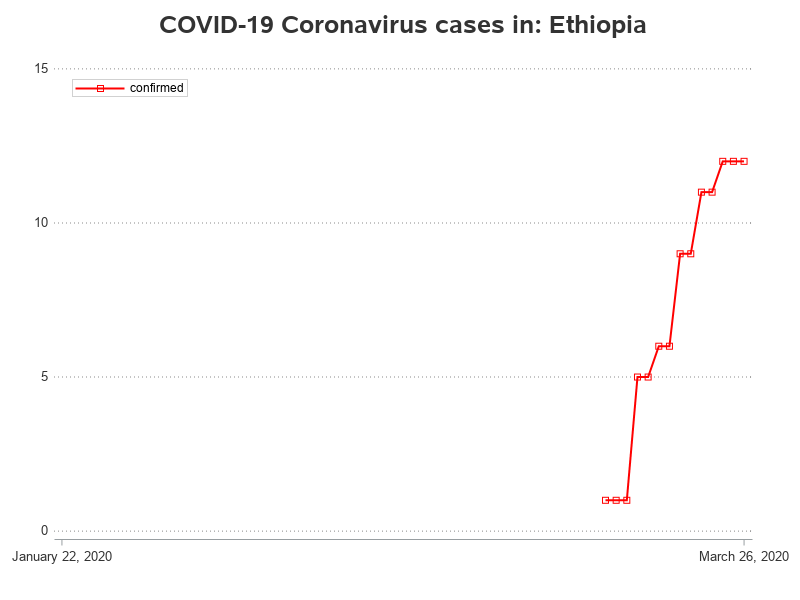 COVID-19 Coronavirus cases in: Ethiopia
15
confirmed
10
5
0
January 22, 2020
March 26, 2020